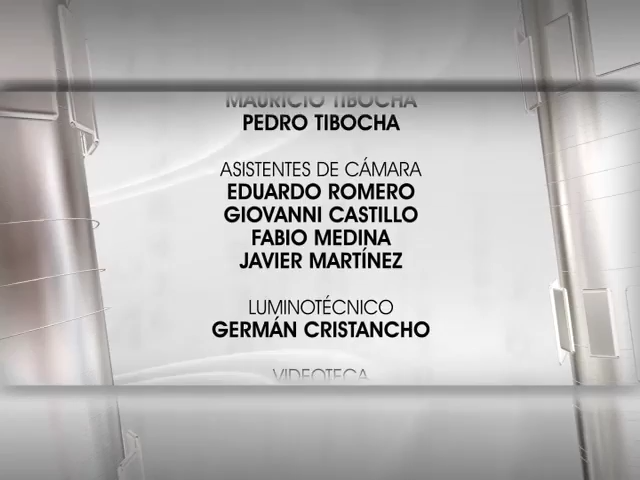 MAURICIO TIBOCHA
PEDRO TIBOCHA
ASISTENTES DE CÁMARA
EDUARDO ROMERO
GIOVANNI CASTILLO
FABIO MEDINA
JAVIER MARTÍNEZ
LUMINOTÉCNICO
GERMÁN CRISTANCHO
VIDEOTECA